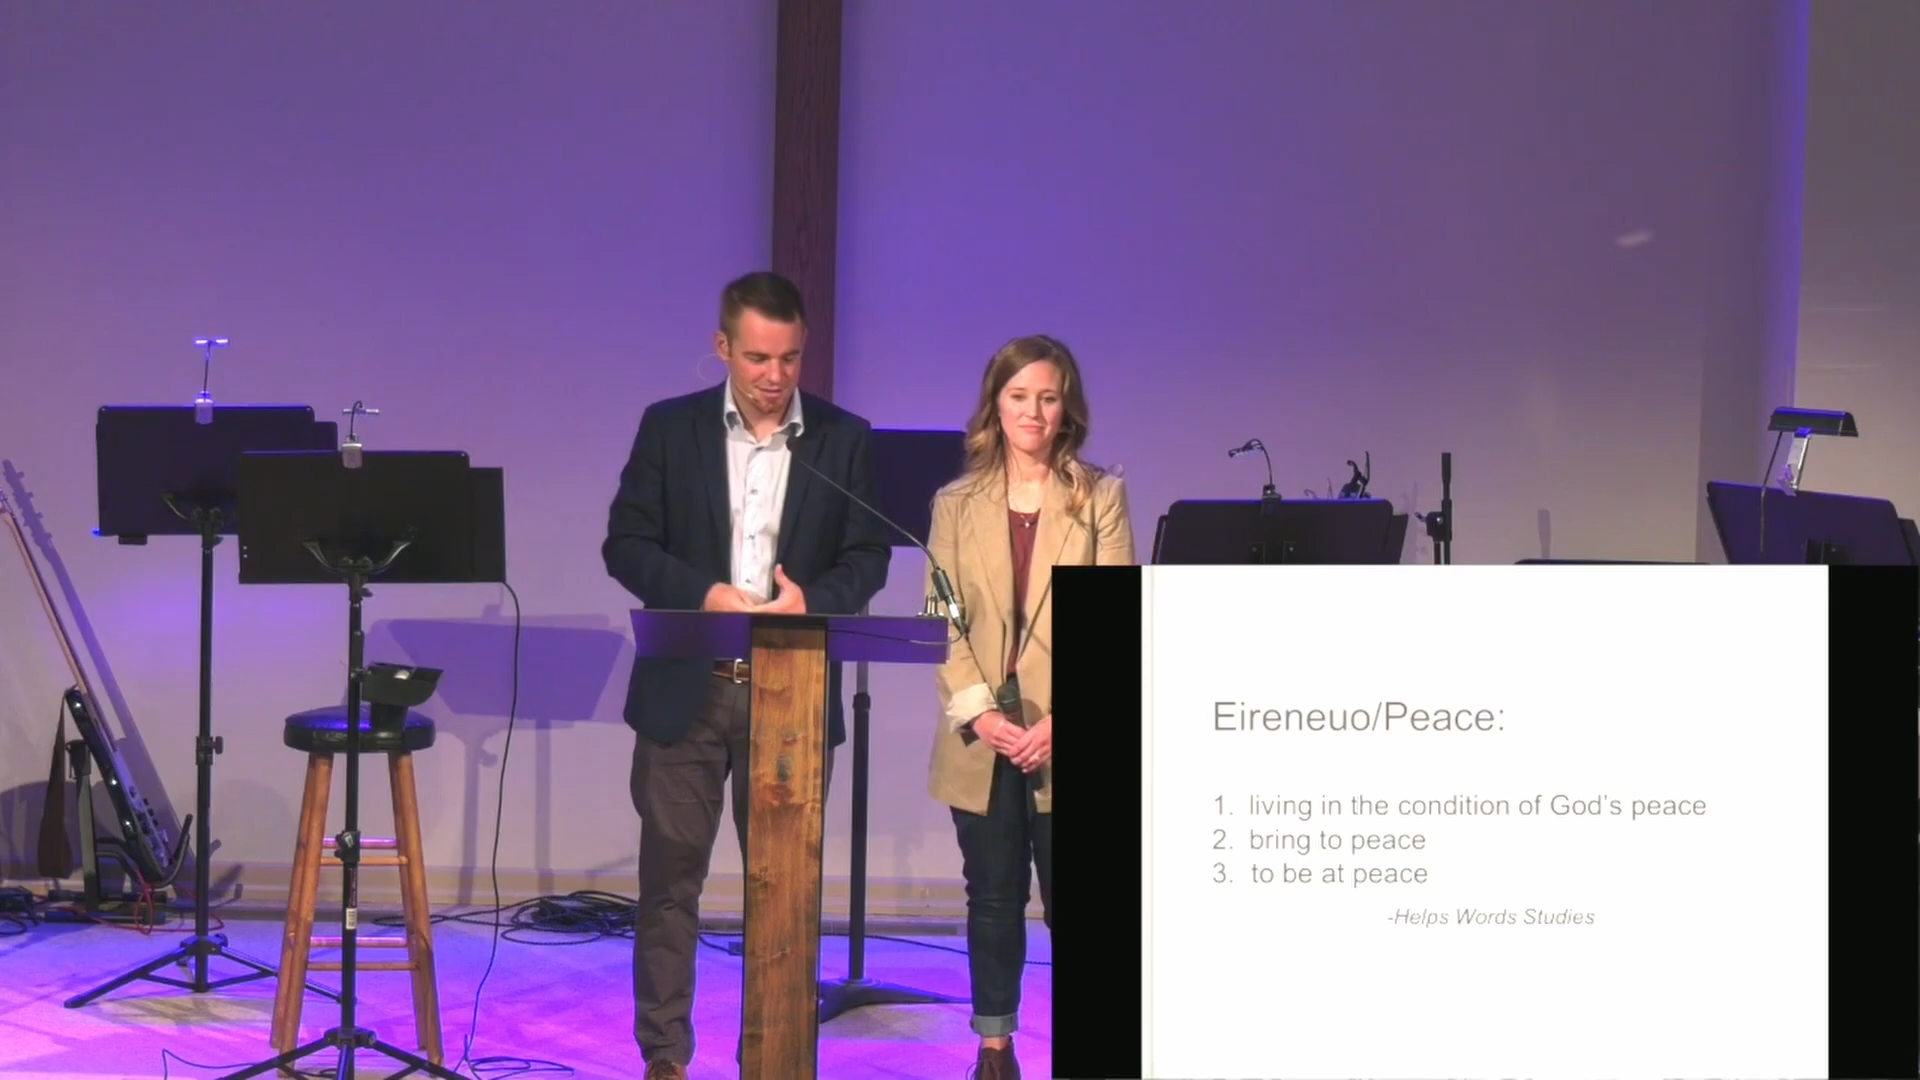 Eireneuo/Peace:
1. living in the condition of God's peace
2. bring to peace
3. to be at peace
-Helps Words Studies